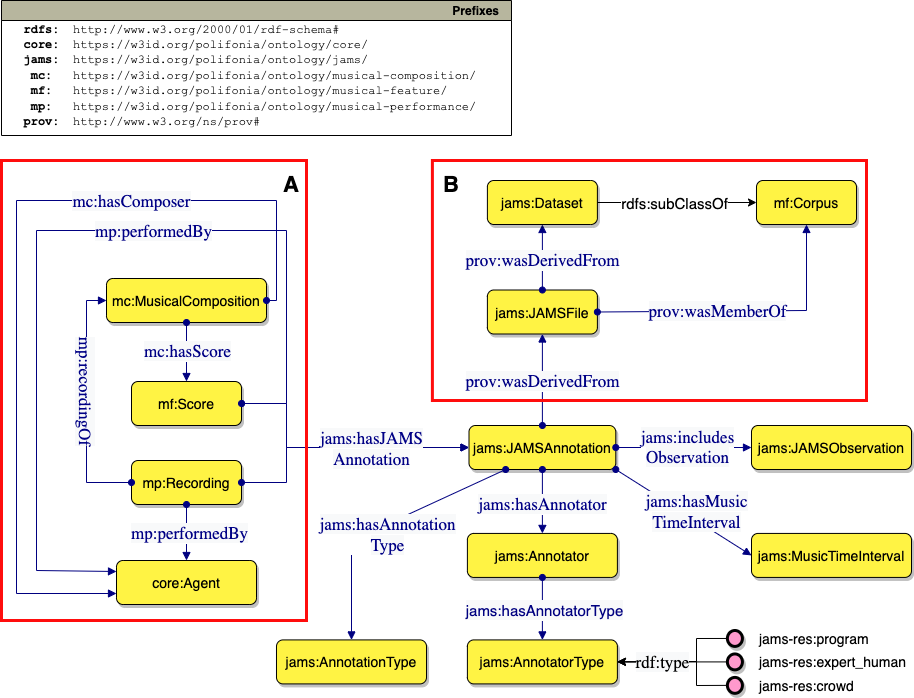 Prefixes
rdfs: http://www.w3.org/2000/01/rdf-schema#
core: https://w3id.org/polifonia/ontology/core/
jams: https://w3id.org/polifonia/ontology/jams/
mc: https://w3id.org/polifonia/ontology/musical-composition/
mf: https://w3id.org/polifonia/ontology/musical-feature/
mp: https://w3id.org/polifonia/ontology/musical-performance/
prov: http://www.w3.org/ns/prov#
A
mc:hasComposer
mp:performedBy
mc:MusicalComposition
mc:hasScore
mp:recordingOf
mf:Score
mp:Recording
mp:performedBy
core:Agent
B
jams:Dataset
rdfs:subClassOf
mf:Corpus
prov:wasDerivedFrom
jams:JAMSFile
prov:wasMemberOf
prov:wasDerivedFrom
jams:hasJAMS
Annotation
jams:JAMSAnnotation
jams:includes
Observation
jams:JAMSObservation
jams:hasAnnotation
Type
jams:hasAnnotator
jams:hasMusic
TimeInterval
jams:Annotator
jams:MusicTimeInterval
jams:hasAnnotatorType
jams:AnnotationType
jams:AnnotatorType
rdf:type
jams-res:program
jams-res:expert_human
jams-res:crowd